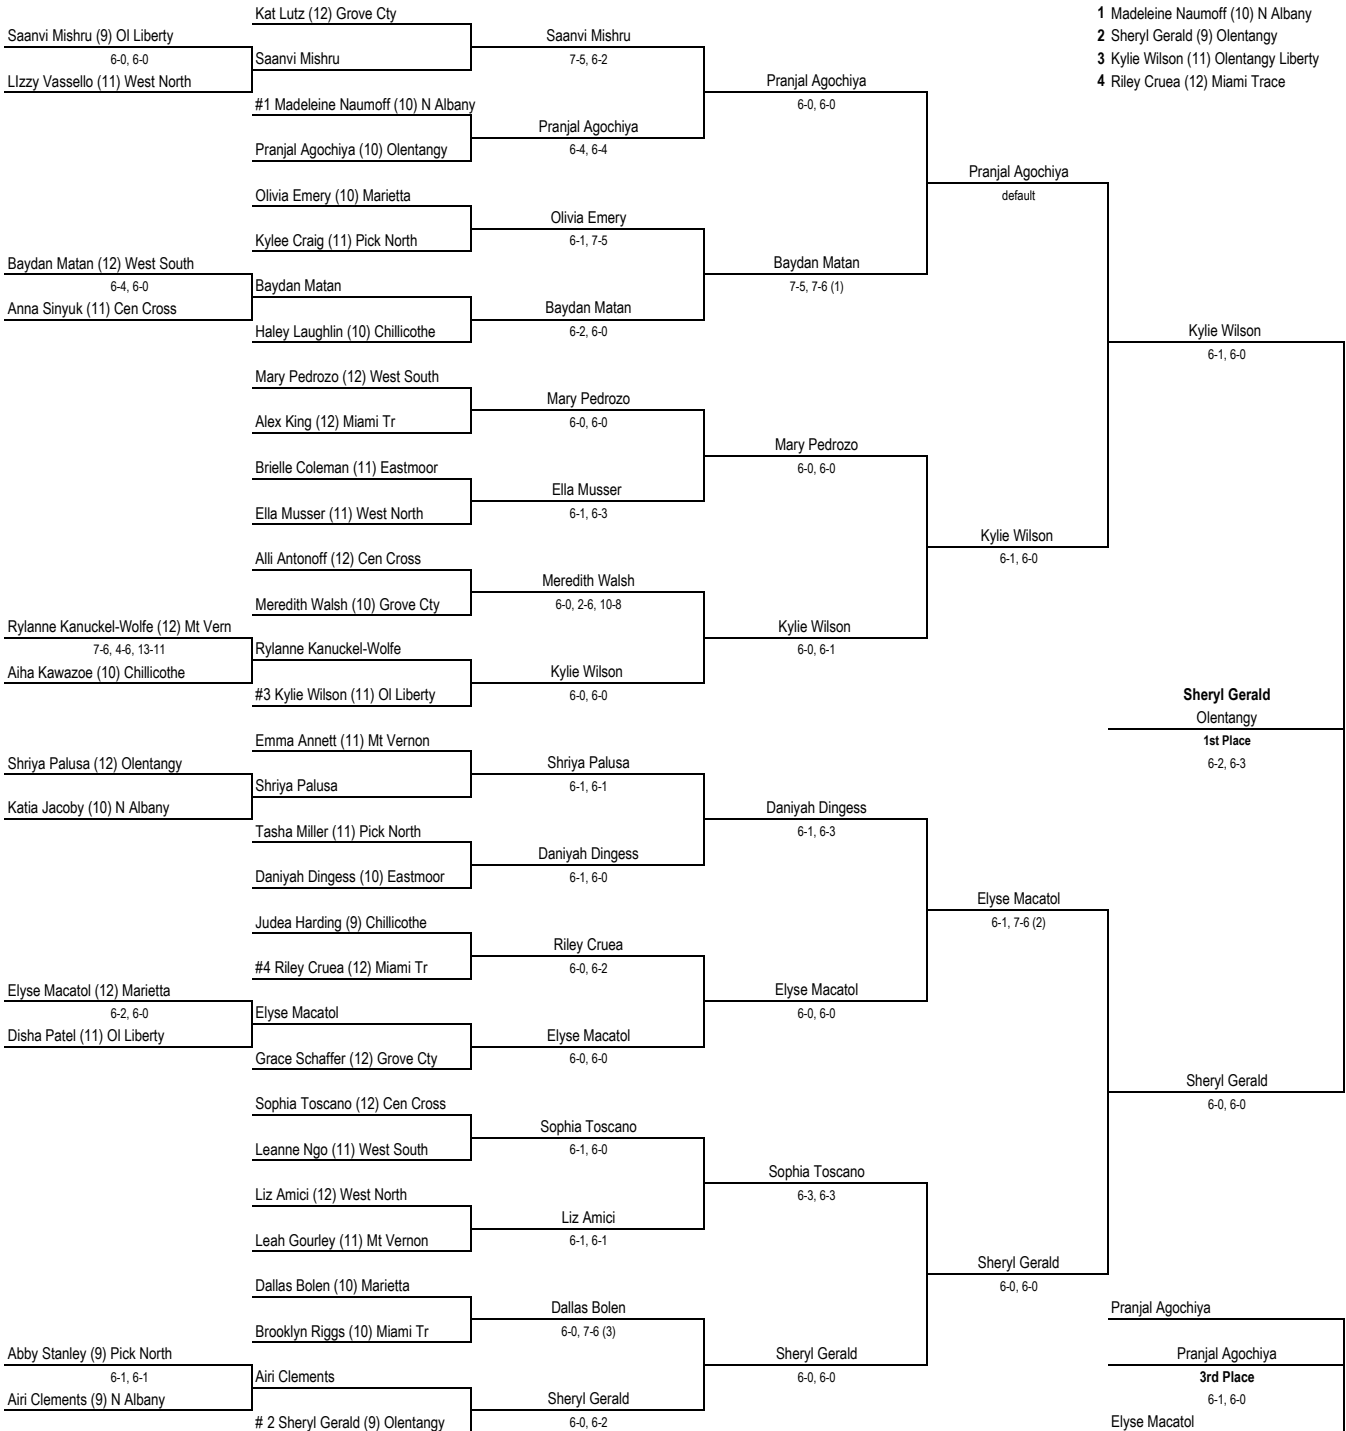 Kat Lutz (12) Grove Cty
1 Madeleine Naumoff (10) N Albany
Saanvi Mishru (9) Ol Liberty
Saanvi Mishru
2 Sheryl Gerald (9) Olentangy
6-0, 6-0
Saanvi Mishru
7-5, 6-2
3 Kylie Wilson (11) Olentangy Liberty
LIzzy Vassello (11) West North
Pranjal Agochiya
4 Riley Cruea (12) Miami Trace
#1 Madeleine Naumoff (10) N Albany
6-0, 6-0
Pranjal Agochiya
Pranjal Agochiya (10) Olentangy
6-4, 6-4
Pranjal Agochiya
Olivia Emery (10) Marietta
default
Olivia Emery
Kylee Craig (11) Pick North
6-1, 7-5
Baydan Matan (12) West South
Baydan Matan
6-4, 6-0
Baydan Matan
7-5, 7-6 (1)
Anna Sinyuk (11) Cen Cross
Baydan Matan
Haley Laughlin (10) Chillicothe
6-2, 6-0
Kylie Wilson
6-1, 6-0
Mary Pedrozo (12) West South
Mary Pedrozo
Alex King (12) Miami Tr
6-0, 6-0
Mary Pedrozo
Brielle Coleman (11) Eastmoor
6-0, 6-0
Ella Musser
Ella Musser (11) West North
6-1, 6-3
Kylie Wilson
Alli Antonoff (12) Cen Cross
6-1, 6-0
Meredith Walsh
Meredith Walsh (10) Grove Cty
6-0, 2-6, 10-8
Rylanne Kanuckel-Wolfe (12) Mt Vern
Kylie Wilson
7-6, 4-6, 13-11
Rylanne Kanuckel-Wolfe
6-0, 6-1
Aiha Kawazoe (10) Chillicothe
Kylie Wilson
#3 Kylie Wilson (11) Ol Liberty
6-0, 6-0
Sheryl Gerald
Olentangy
Emma Annett (11) Mt Vernon
1st Place
Shriya Palusa (12) Olentangy
Shriya Palusa
6-2, 6-3
Shriya Palusa
6-1, 6-1
Katia Jacoby (10) N Albany
Daniyah Dingess
Tasha Miller (11) Pick North
6-1, 6-3
Daniyah Dingess
Daniyah Dingess (10) Eastmoor
6-1, 6-0
Elyse Macatol
Judea Harding (9) Chillicothe
6-1, 7-6 (2)
Riley Cruea
#4 Riley Cruea (12) Miami Tr
6-0, 6-2
Elyse Macatol (12) Marietta
Elyse Macatol
6-2, 6-0
Elyse Macatol
6-0, 6-0
Disha Patel (11) Ol Liberty
Elyse Macatol
Grace Schaffer (12) Grove Cty
6-0, 6-0
Sheryl Gerald
Sophia Toscano (12) Cen Cross
6-0, 6-0
Sophia Toscano
Leanne Ngo (11) West South
6-1, 6-0
Sophia Toscano
Liz Amici (12) West North
6-3, 6-3
Liz Amici
Leah Gourley (11) Mt Vernon
6-1, 6-1
Sheryl Gerald
Dallas Bolen (10) Marietta
6-0, 6-0
Dallas Bolen
Pranjal Agochiya
Brooklyn Riggs (10) Miami Tr
6-0, 7-6 (3)
Abby Stanley (9) Pick North
Sheryl Gerald
Pranjal Agochiya
6-1, 6-1
Airi Clements
6-0, 6-0
3rd Place
Airi Clements (9) N Albany
Sheryl Gerald
6-1, 6-0
# 2 Sheryl Gerald (9) Olentangy
6-0, 6-2
Elyse Macatol